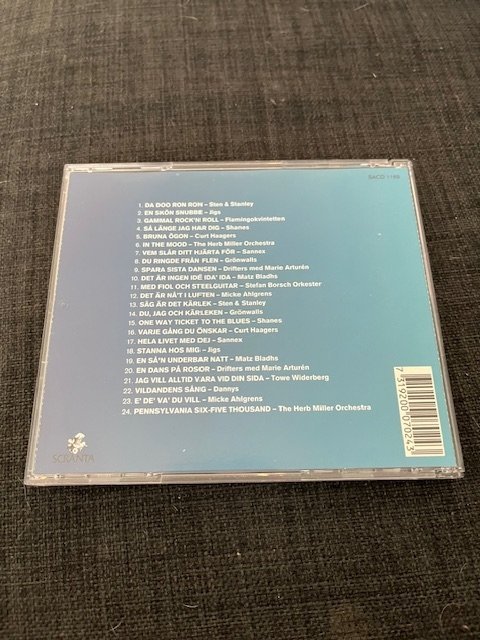 SACD 1198
1. DA DOO RON RON – Sten & Stanley
2. EN SKÖN SNUBBE – Jigs
3. GAMMAL ROCK'N ROLL – Flamingokvintetten
4. SÅ LÄNGE JAG HAR DIG – Shanes
5. BRUNA ÖGON – Curt Haagers
6. IN THE MOOD – The Herb Miller Orchestra
7. VEM SLÅR DITT HJÄRTA FÖR – Sannex
8. DU RINGDE FRÅN FLEN – Grönwalls
9. SPARA SISTA DANSEN – Drifters med Marie Arturén
10. DET ÄR INGEN IDÉ IDA' IDA – Matz Bladhs
11. MED FIOL OCH STEELGUITAR – Stefan Borsch Orkester
12. DET ÄR NÅ'T I LUFTEN – Micke Ahlgrens
13. SÄG ÄR DET KÄRLEK – Sten & Stanley
14. DU, JAG OCH KÄRLEKEN – Grönwalls
15. ONE WAY TICKET TO THE BLUES – Shanes
16. VARJE GÅNG DU ÖNSKAR – Curt Haagers
17. HELA LIVET MED DEJ – Sannex
18. STANNA HOS MIG – Jigs
19. EN SÅ'N UNDERBAR NATT – Matz Bladhs
20. EN DANS PÅ ROSOR – Drifters med Marie Arturén
21. JAG VILL ALLTID VARA VID DIN SIDA – Towe Widerberg
22. VILDANDENS SÅNG – Dannys
23. E' DE' VA' DU VILL – Micke Ahlgrens
24. PENNSYLVANIA SIX-FIVE THOUSAND – The Herb Miller Orchestra
7 319200 070243
SCRANTA